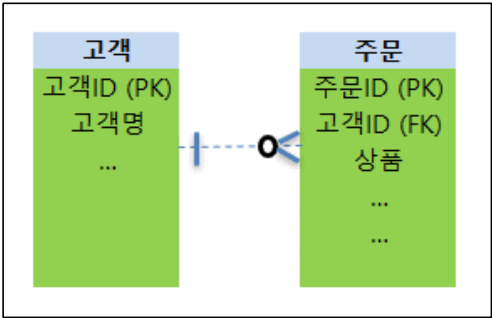 고객
고객ID (PK)
고객명
...
주문
주문ID (PK)
고객ID (FK)
상품
...
...